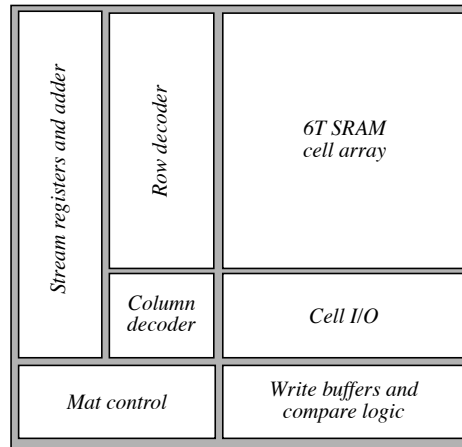 Stream registers and adder
Row decoder
6T SRAM
cell array
Column
decoder
Cell I/O
Mat control
Write buffers and
compare logic